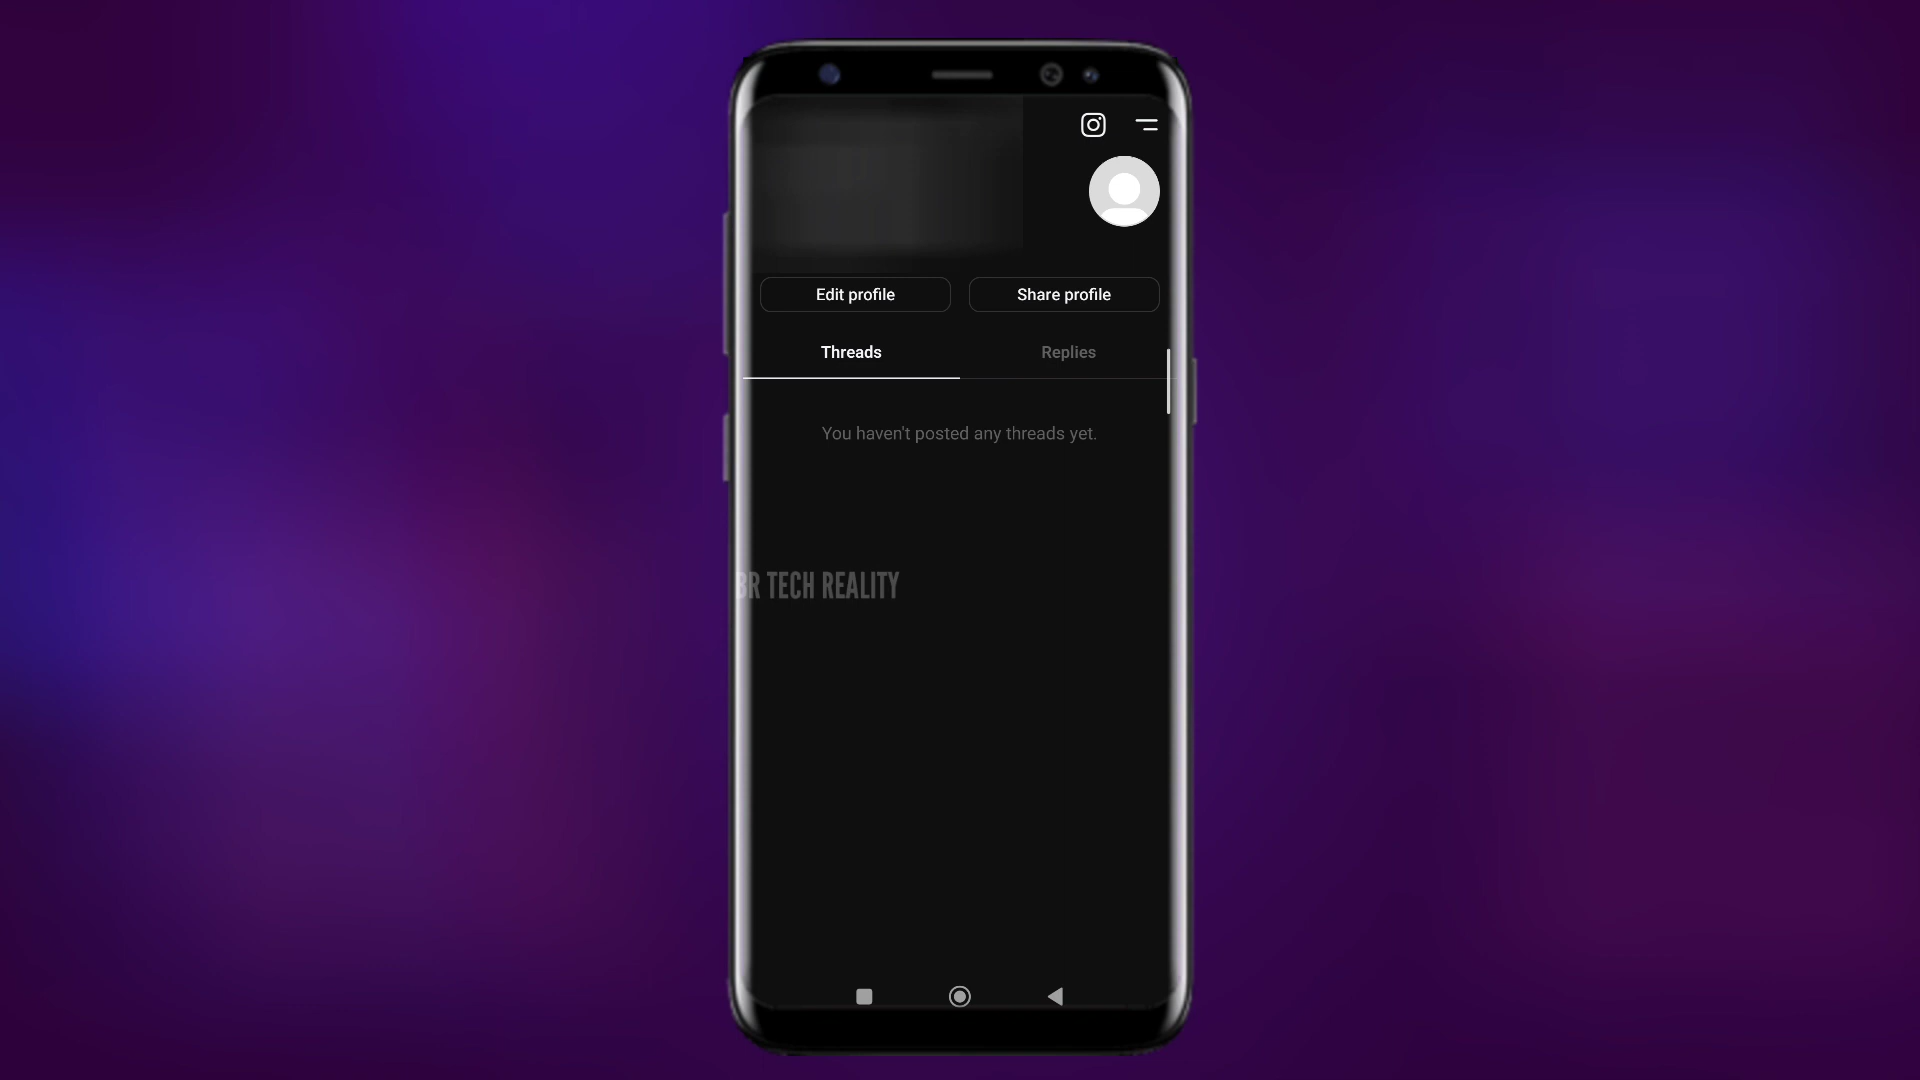 Edit profile
Share profile
Threads
Replies
You haven't posted any threads yet.
BR TECH REALITY